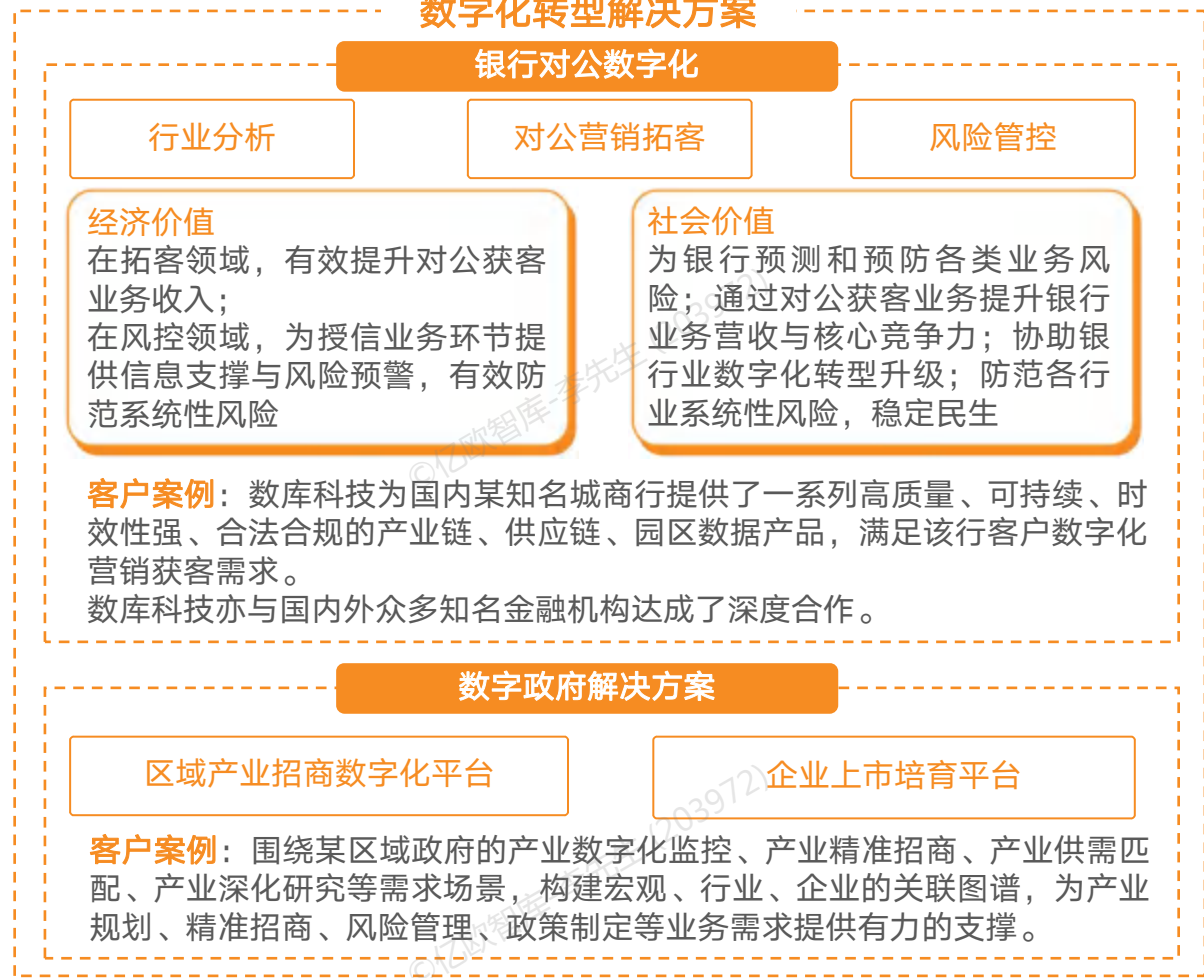 数字化转型解决方案
银行对公数字化
行业分析
对公营销拓客
风险管控
经济价值
在拓客领域，有效提升对公获客
业务收入；
在风控领域，为授信业务环节提
供信息支撑与风险预警，有效防
范系统性风险
社会价值
为银行预测和预防各类业务风
险；通过对公获客业务提升银行
业务营收与核心竞争力；协助银
行业数字化转型升级；防范各行
业系统性风险，稳定民生
客户案例：数库科技为国内某知名城商行提供了一系列高质量、可持续、时
效性强、合法合规的产业链、供应链、园区数据产品，满足该行客户数字化
营销获客需求。
数库科技亦与国内外众多知名金融机构达成了深度合作。
数字政府解决方案
区域产业招商数字化平台
企业上市培育平台
客户案例：围绕某区域政府的产业数字化监控、产业精准招商、产业供需匹
配、产业深化研究等需求场景，构建宏观、行业、企业的关联图谱，为产业
规划、精准招商、风险管理、政策制定等业务需求提供有力的支撑。
©亿欧智库-李先生 (203972)
©亿欧智库-李先生 (203972)